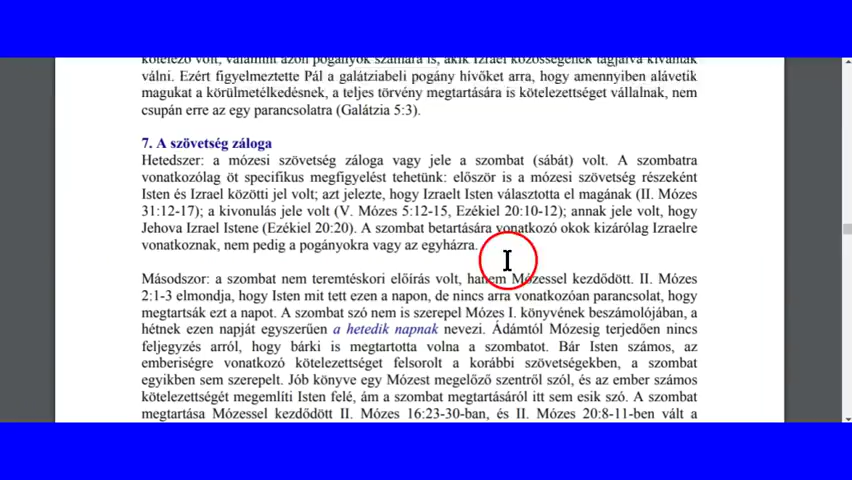 kötelező volt, valamint azon pogányok számára is, akik Izrael közösségének tagjaivá kívántak
válni. Ezért figyelmeztette Pál a galátziabeli pogány hívőket arra, hogy amennyiben alávetik
magukat a körülmetélkedésnek, a teljes törvény megtartására is kötelezettséget vállalnak, nem
csupán erre az egy parancsolatra (Galátzia 5:3).
7. A szövetség záloga
Hetedszer: a mózesi szövetség záloga vagy jele a szombat (sábát) volt. A szombatra
vonatkozólag öt specifikus megfigyelést tehetünk: először is a mózesi szövetség részeként
Isten és Izrael közötti jel volt; azt jelezte, hogy Izraelt Isten választotta el magának (II. Mózes
31:12-17); a kivonulás jele volt (V. Mózes 5:12-15, Ezékiel 20:10-12); annak jele volt, hogy
Jehova Izrael Istene (Ezékiel 20:20). A szombat betartására vonatkozó okok kizárólag Izraelre
vonatkoznak, nem pedig a pogányokra vagy az egyházra.
Másodszor: a szombat nem teremtéskori előírás volt, hanem Mózessel kezdődött. II. Mózes
2:1-3 elmondja, hogy Isten mit tett ezen a napon, de nincs arra vonatkozóan parancsolat, hogy
megtartsák ezt a napot. A szombat szó nem is szerepel Mózes I. könyvének beszámolójában, a
hétnek ezen napját egyszerűen a hetedik napnak nevezi. Ádámtól Mózesig terjedően nincs
feljegyzés arról, hogy bárki is megtartotta volna a szombatot. Bár Isten számos, az
emberiségre vonatkozó kötelezettséget felsorolt a korábbi szövetségekben, a szombat
egyikben sem szerepelt. Jób könyve egy Mózest megelőző szentről szól, és az ember számos
kötelezettségét megemlíti Isten felé, ám a szombat megtartásáról itt sem esik szó. A szombat
megtartása Mózessel kezdődött II. Mózes 16:23-30-ban, és II. Mózes 20:8-11-ben vált a